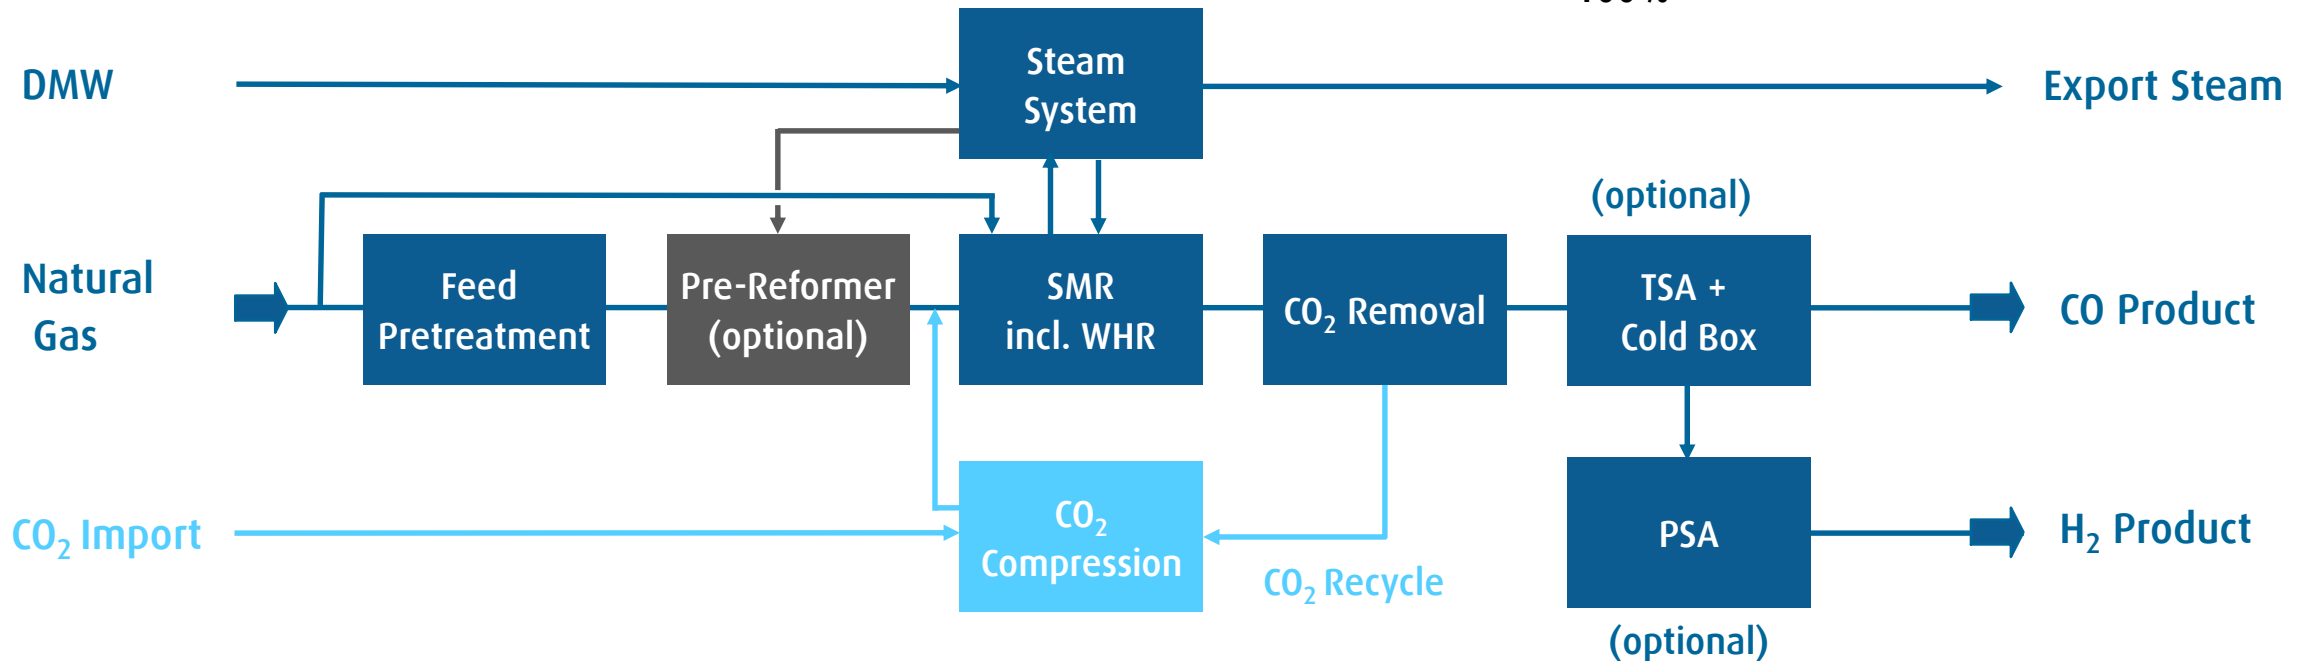 DMW
Steam
System
Export Steam
(optional)
Natural
Gas
Feed
Pretreatment
Pre-Reformer
(optional)
SMR
incl. WHR
CO₂ Removal
TSA +
Cold Box
CO Product
CO₂ Import
CO₂
Compression
CO₂ Recycle
PSA
H₂ Product
(optional)